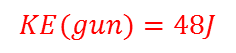 KE(gun) = 48J